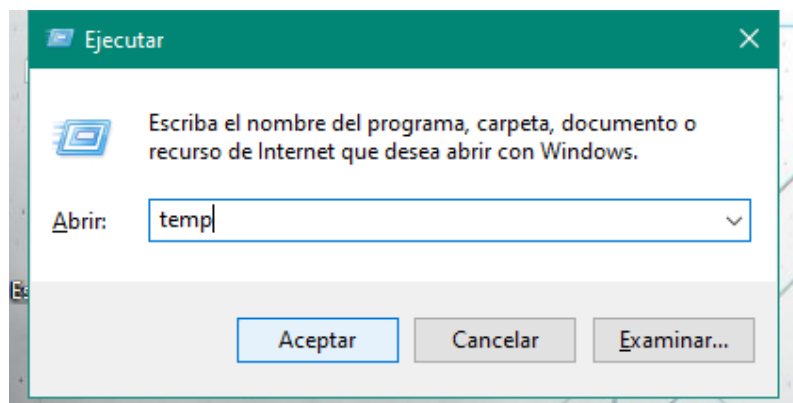 Ejecutar
Escriba el nombre del programa, carpeta, documento o
recurso de Internet que desea abrir con Windows.
Abrir: temp
Aceptar Cancelar Examinar...
Es